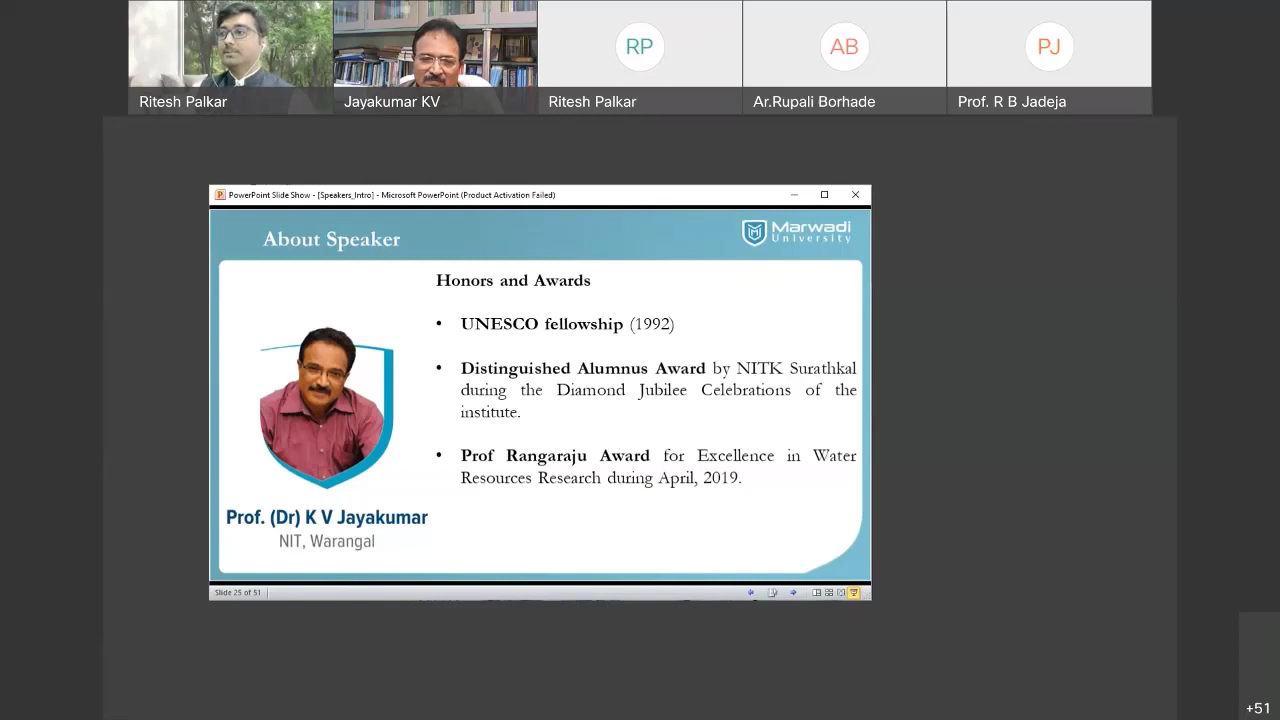 RP
AB
PJ
Ritesh Palkar
Jayakumar KV
Ritesh Palkar
Ar.Rupali Borhade
Prof. R B Jadeja
PowerPoint Slide Show - [Speakers_Intro] - Microsoft PowerPoint (Product Activation Failed)
About Speaker
Marwadi
University
Honors and Awards
• UNESCO fellowship (1992)
• Distinguished Alumnus Award by NITK Surathkal
during the Diamond Jubilee Celebrations of the
institute.
• Prof Rangaraju Award for Excellence in Water
Resources Research during April, 2019.
Prof. (Dr) K V Jayakumar
NIT, Warangal
Slide 25 of 51
+51